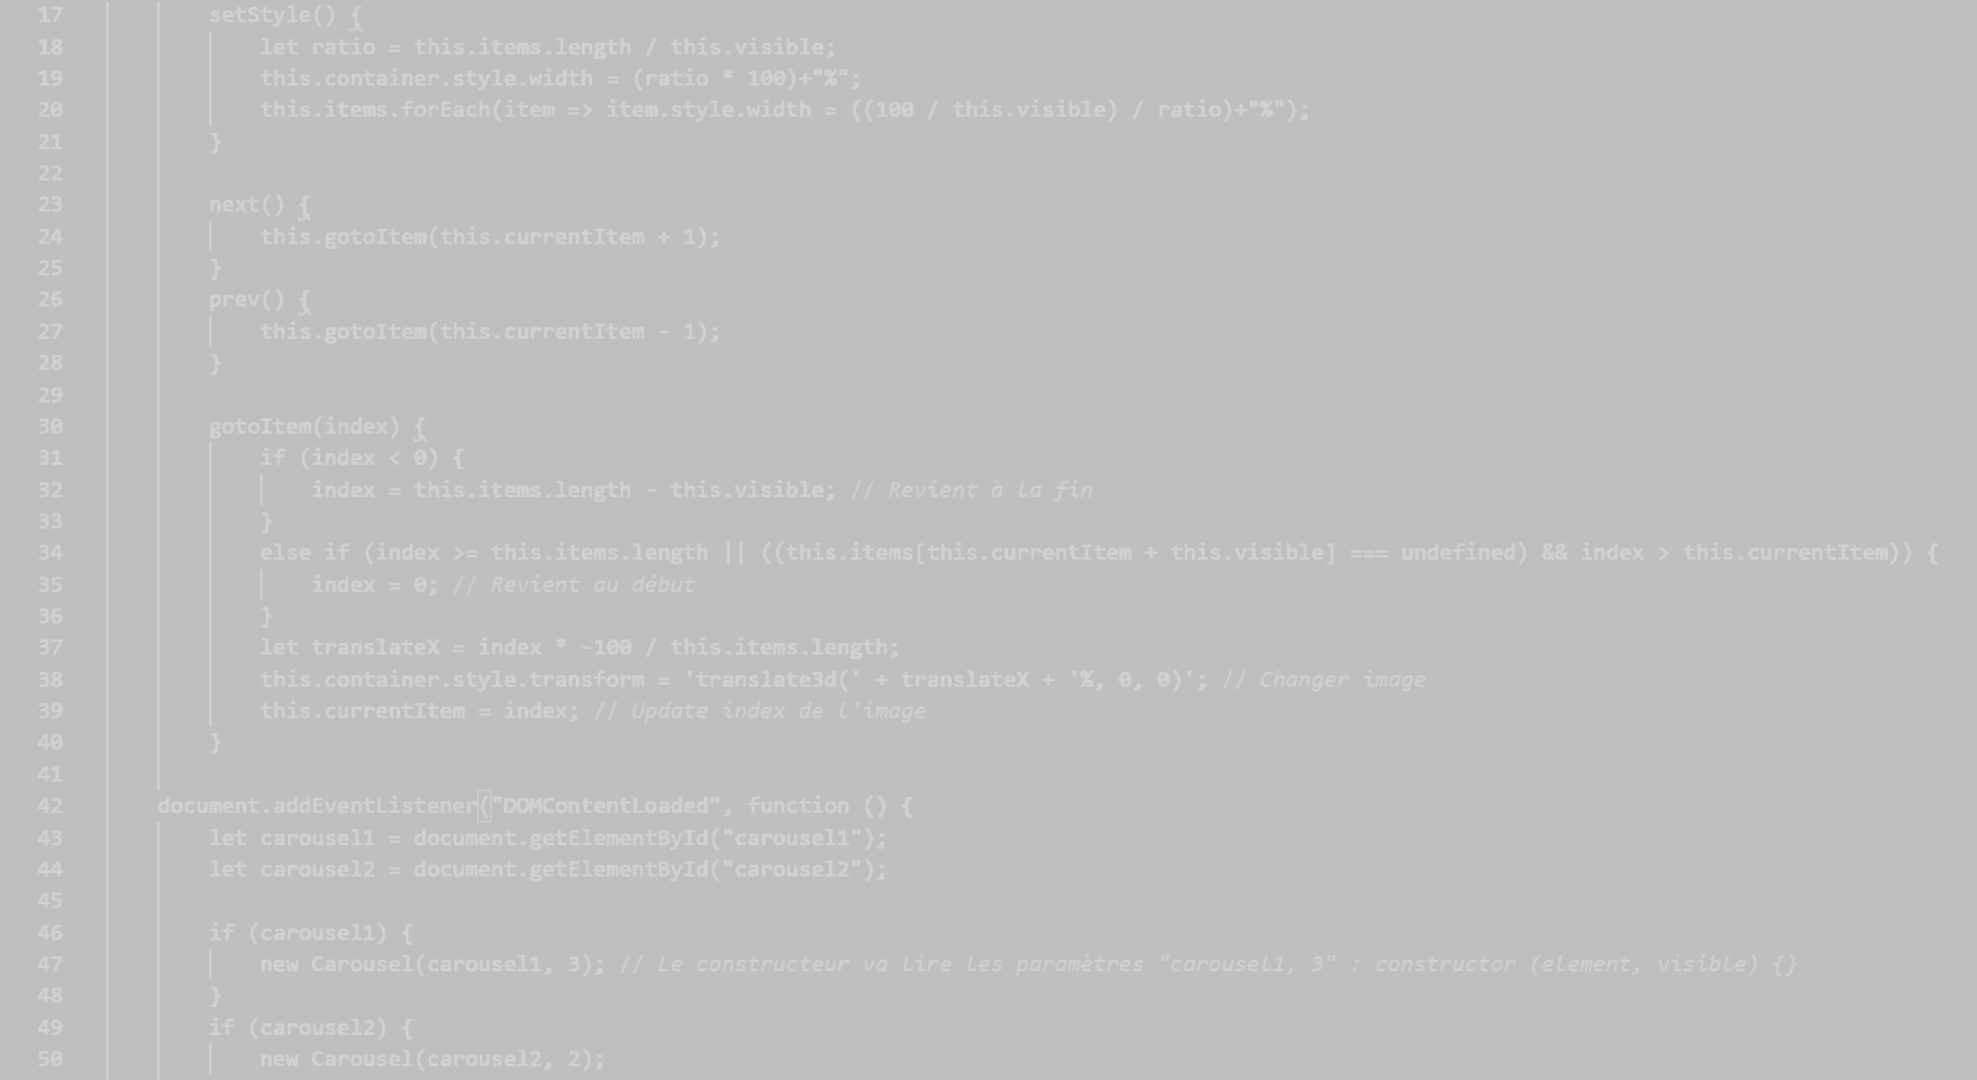 17 setStyle() {
18 let ratio = this.items.length / this.visible;
19 this.container.style.width = (ratio * 100)+"%";
20 this.items.forEach(item => item.style.width = ((100 / this.visible) / ratio)+"%");
21 }
22
23 next() {
24 this.gotoItem(this.currentItem + 1);
25 }
26 prev() {
27 this.gotoItem(this.currentItem - 1);
28 }
29
30 gotoItem(index) {
31 if (index < 0) {
32 index = this.items.length - this.visible; // Revient à la fin
33 }
34 else if (index >= this.items.length || ((this.items[this.currentItem + this.visible] === undefined) && index > this.currentItem)) {
35 index = 0; // Revient au début
36 }
37 let translateX = index * -100 / this.items.length;
38 this.container.style.transform = 'translate3d(' + translateX + '%, 0, 0)'; // Changer image
39 this.currentItem = index; // Update index de l'image
40 }
41
42 document.addEventListener("DOMContentLoaded", function () {
43 let carousel1 = document.getElementById("carousel1");
44 let carousel2 = document.getElementById("carousel2");
45
46 if (carousel1) {
47 new Carousel(carousel1, 3); // Le constructeur va lire les paramètres "carousel1, 3" : constructor (element, visible) {}
48 }
49 if (carousel2) {
50 new Carousel(carousel2, 2);